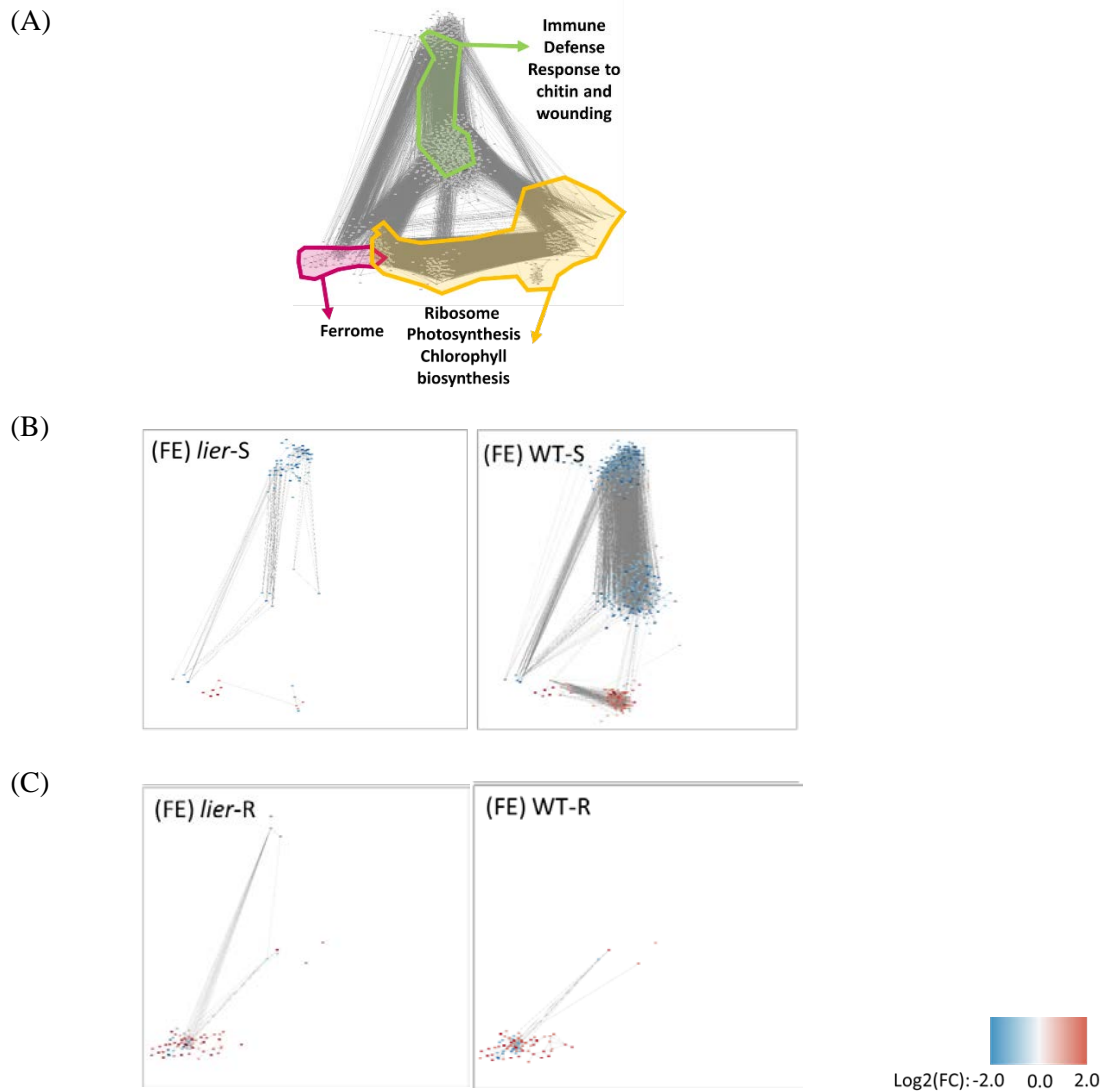 (A)
Immune
Defense
Response to
chitin and
wounding
Ferrome
Ribosome
Photosynthesis
Chlorophyll
biosynthesis
(B)
(FE) lier-S
(FE) WT-S
(C)
(FE) lier-R
(FE) WT-R
Log2(FC): -2.0 0.0 2.0